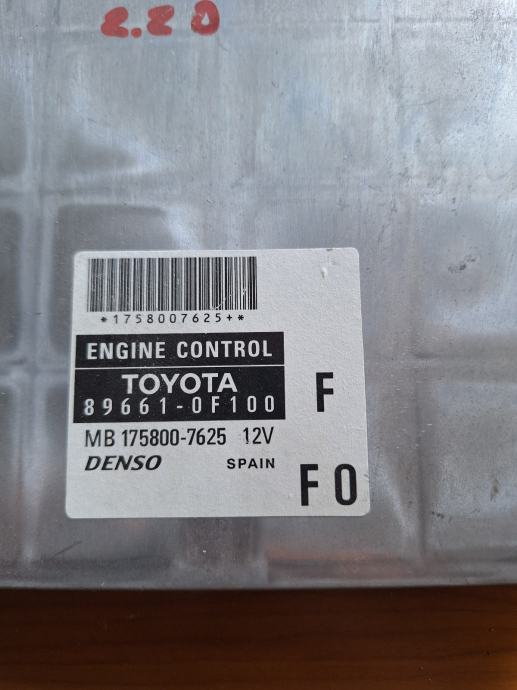 2.2D
*1758007625+*
ENGINE CONTROL
TOYOTA
89661-0F100
F
MB 175800-7625 12V
DENSO SPAIN
F0